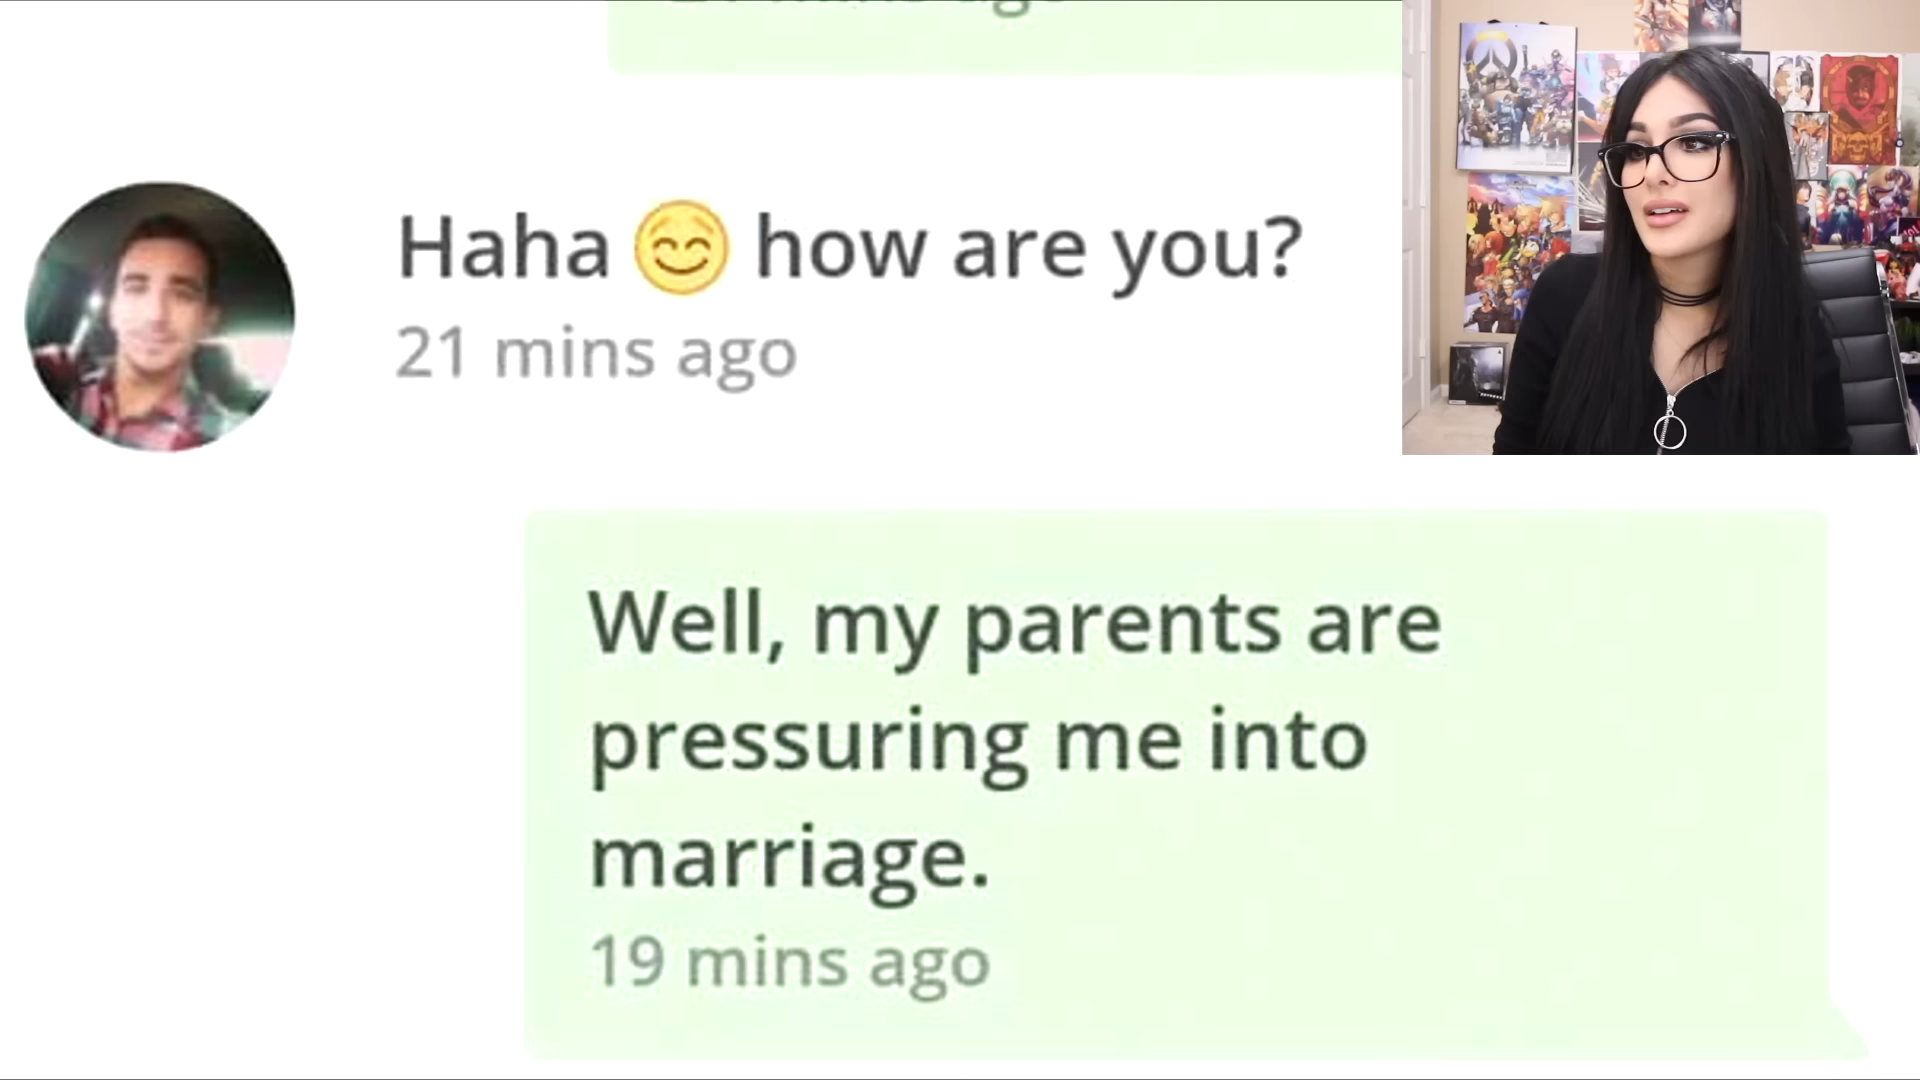 Haha 😊 how are you?
21 mins ago
Well, my parents are
pressuring me into
marriage.
19 mins ago